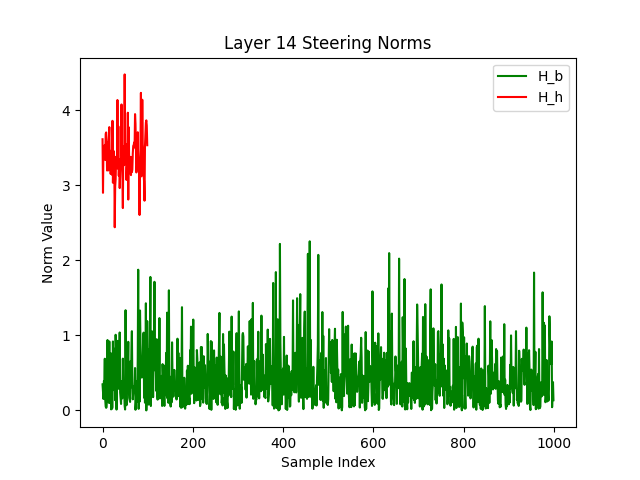 Layer 14 Steering Norms
H_b
H_h
Norm Value
4
3
2
1
0
0 200 400 600 800 1000
Sample Index